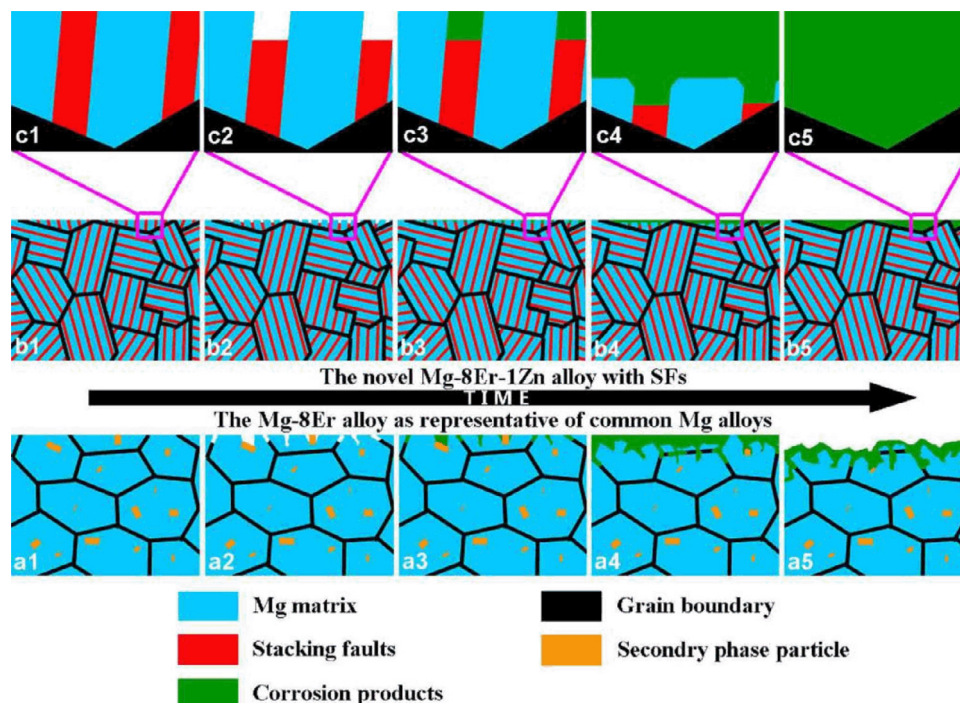 c1 c2 c3 c4 c5
b1 b2 b3 b4 b5
The novel Mg-8Er-1Zn alloy with SFs
TIME
The Mg-8Er alloy as representative of common Mg alloys
a1 a2 a3 a4 a5
Mg matrix Grain boundary
Stacking faults Secondry phase particle
Corrosion products